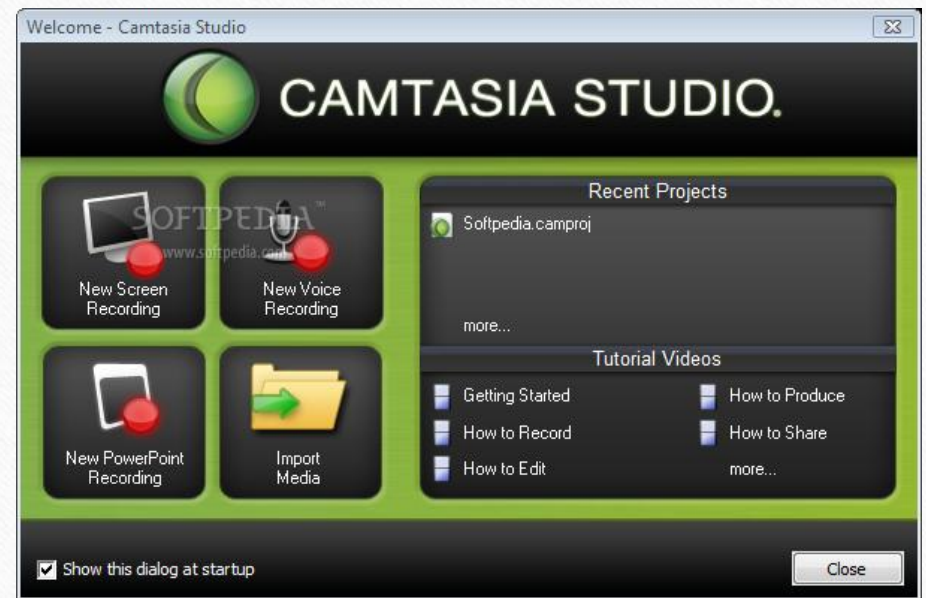 Welcome - Camtasia Studio
CAMTASIA STUDIO.
SOFTPEDIA™
www.softpedia.com
New Screen
Recording
New Voice
Recording
New PowerPoint
Recording
Import
Media
Recent Projects
Softpedia.camproj
more...
Tutorial Videos
Getting Started
How to Produce
How to Record
How to Share
How to Edit
more...
Show this dialog at startup
Close